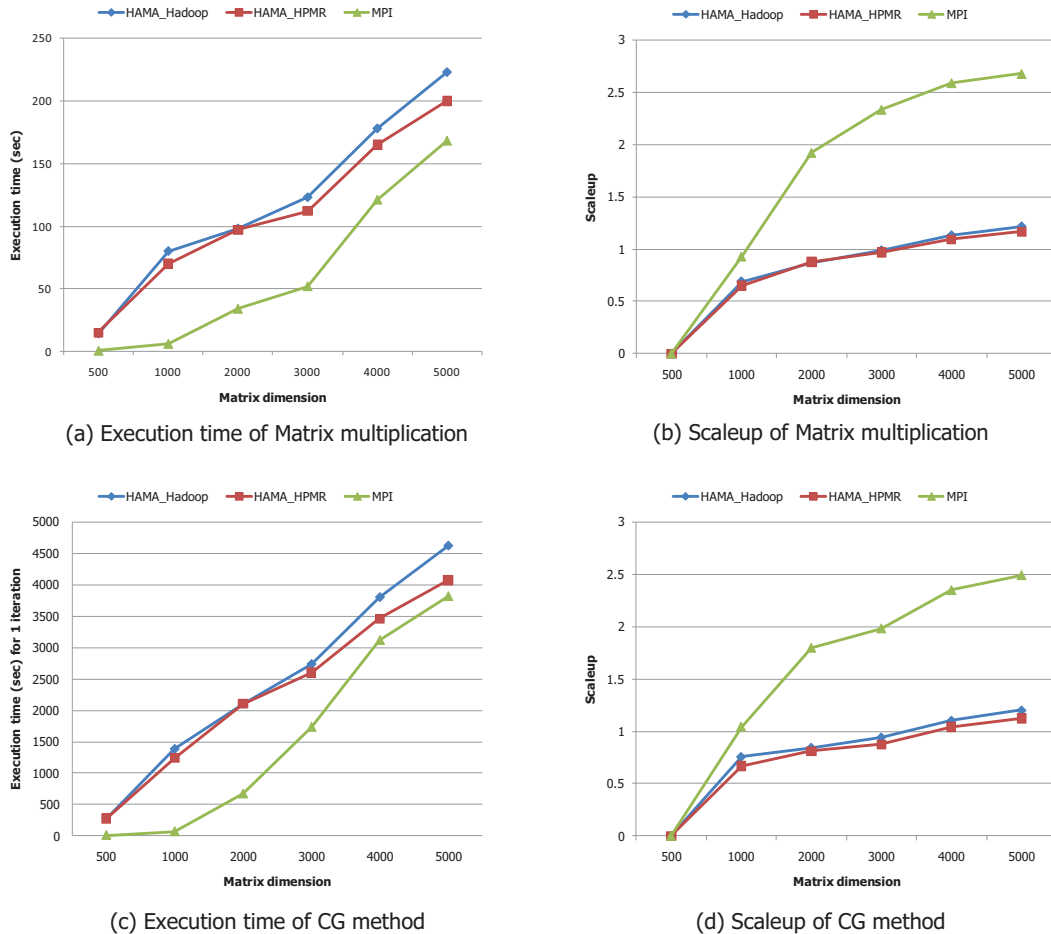 HAMA_Hadoop HAMA_HPMR MPI
250
200
150
100
50
0
Execution time (sec)
500 1000 2000 3000 4000 5000
Matrix dimension
(a) Execution time of Matrix multiplication
HAMA_Hadoop HAMA_HPMR MPI
3
2.5
2
1.5
1
0.5
0
Scaleup
500 1000 2000 3000 4000 5000
Matrix dimension
(b) Scaleup of Matrix multiplication
HAMA_Hadoop HAMA_HPMR MPI
5000
4500
4000
3500
3000
2500
2000
1500
1000
500
0
Execution time (sec) for 1 iteration
500 1000 2000 3000 4000 5000
Matrix dimension
(c) Execution time of CG method
HAMA_Hadoop HAMA_HPMR MPI
3
2.5
2
1.5
1
0.5
0
Scaleup
500 1000 2000 3000 4000 5000
Matrix dimension
(d) Scaleup of CG method